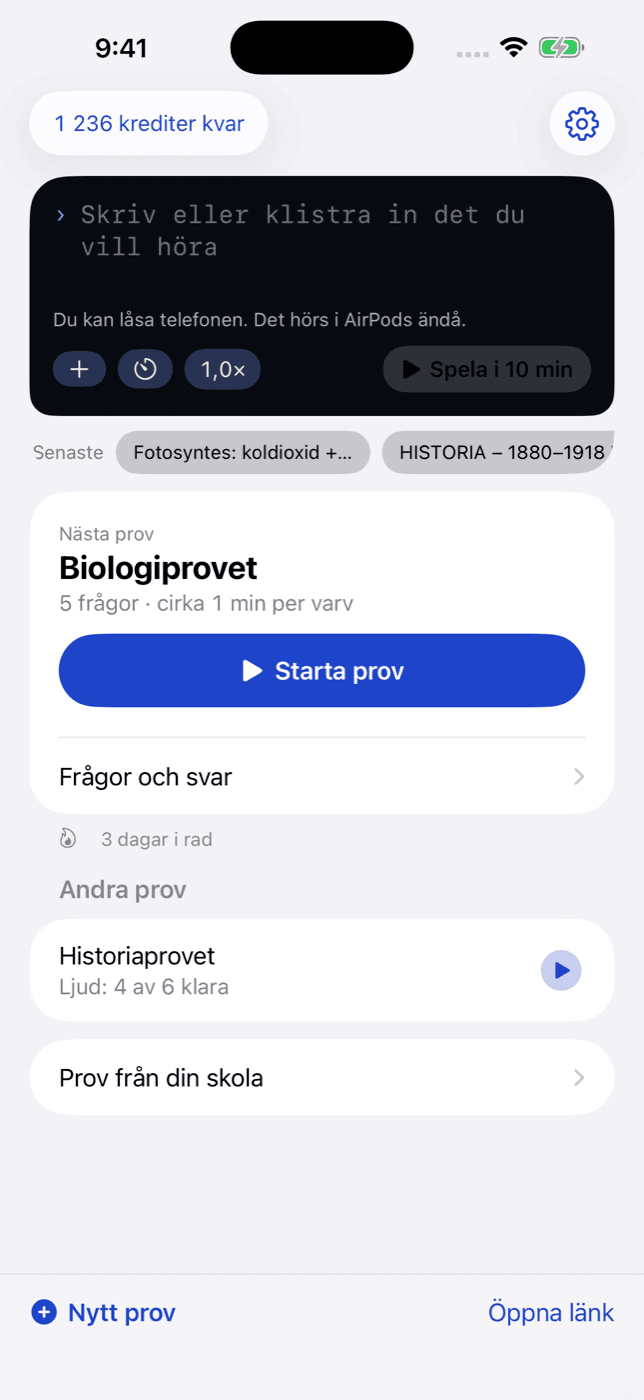 9:41
1 236 krediter kvar
› Skriv eller klistra in det du
vill höra
Du kan låsa telefonen. Det hörs i AirPods ändå.
1,0×
Spela i 10 min
Senaste
Fotosyntes: koldioxid +...
HISTORIA – 1880–1918
Nästa prov
Biologiprovet
5 frågor · cirka 1 min per varv
Starta prov
Frågor och svar
3 dagar i rad
Andra prov
Historiaprovet
Ljud: 4 av 6 klara
Prov från din skola
Nytt prov
Öppna länk